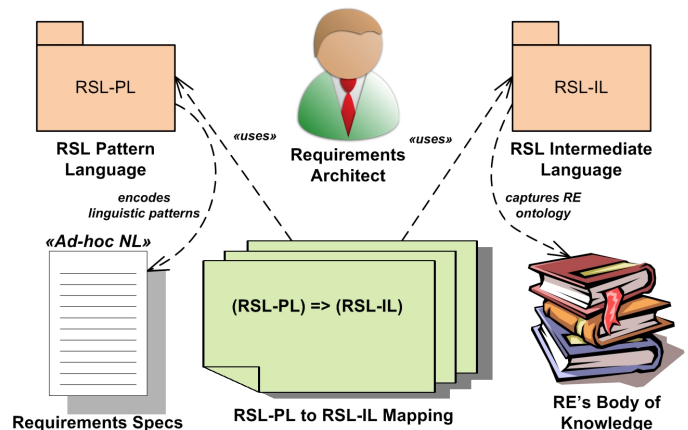 RSL-PL
RSL-IL
RSL Pattern
Language
«uses»
«uses»
Requirements
Architect
RSL Intermediate
Language
encodes
linguistic patterns
captures RE
ontology
«Ad-hoc NL»
(RSL-PL) => (RSL-IL)
Requirements Specs
RSL-PL to RSL-IL Mapping
RE's Body of
Knowledge